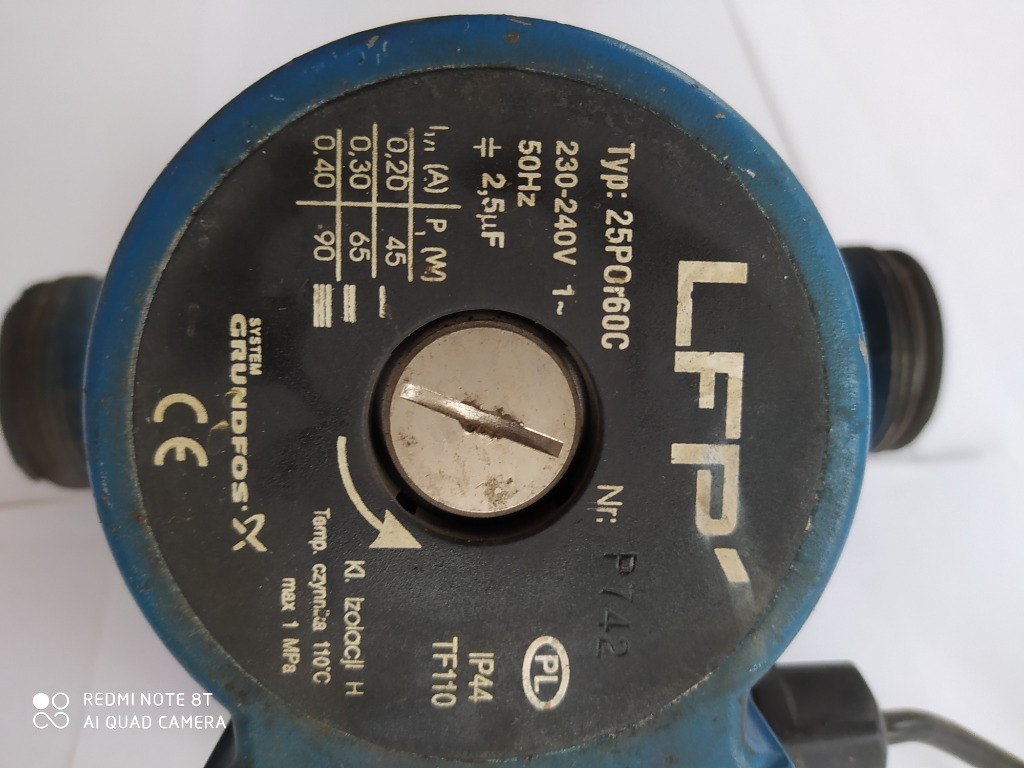 LFP
Typ: 25POr60C
Nr: P742
230-240V 1~
50Hz
2,5µF
PL
I₁/₁ (A) P₁ (W)
0,20 45
0,30 65
0,40 90
IP44
TF110
Kl. Izolacji H
Temp. czynnika 110°C
max 1 MPa
SYSTEM
GRUNDFOS
CE
REDMI NOTE 8T
AI QUAD CAMERA